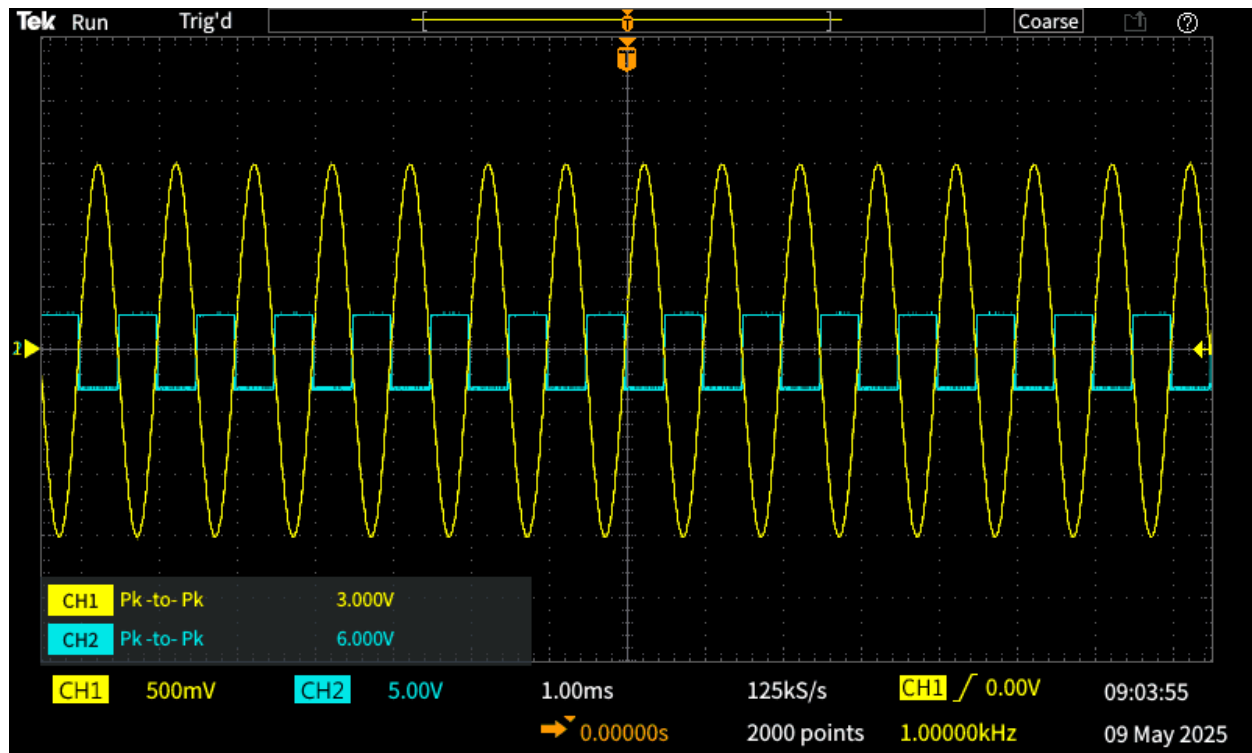 Tek Run Trig'd T Coarse ?
T
CH1 Pk -to- Pk 3.000V
CH2 Pk -to- Pk 6.000V
CH1 500mV CH2 5.00V 1.00ms 125kS/s CH1 0.00V 09:03:55
0.00000s 2000 points 1.00000kHz 09 May 2025